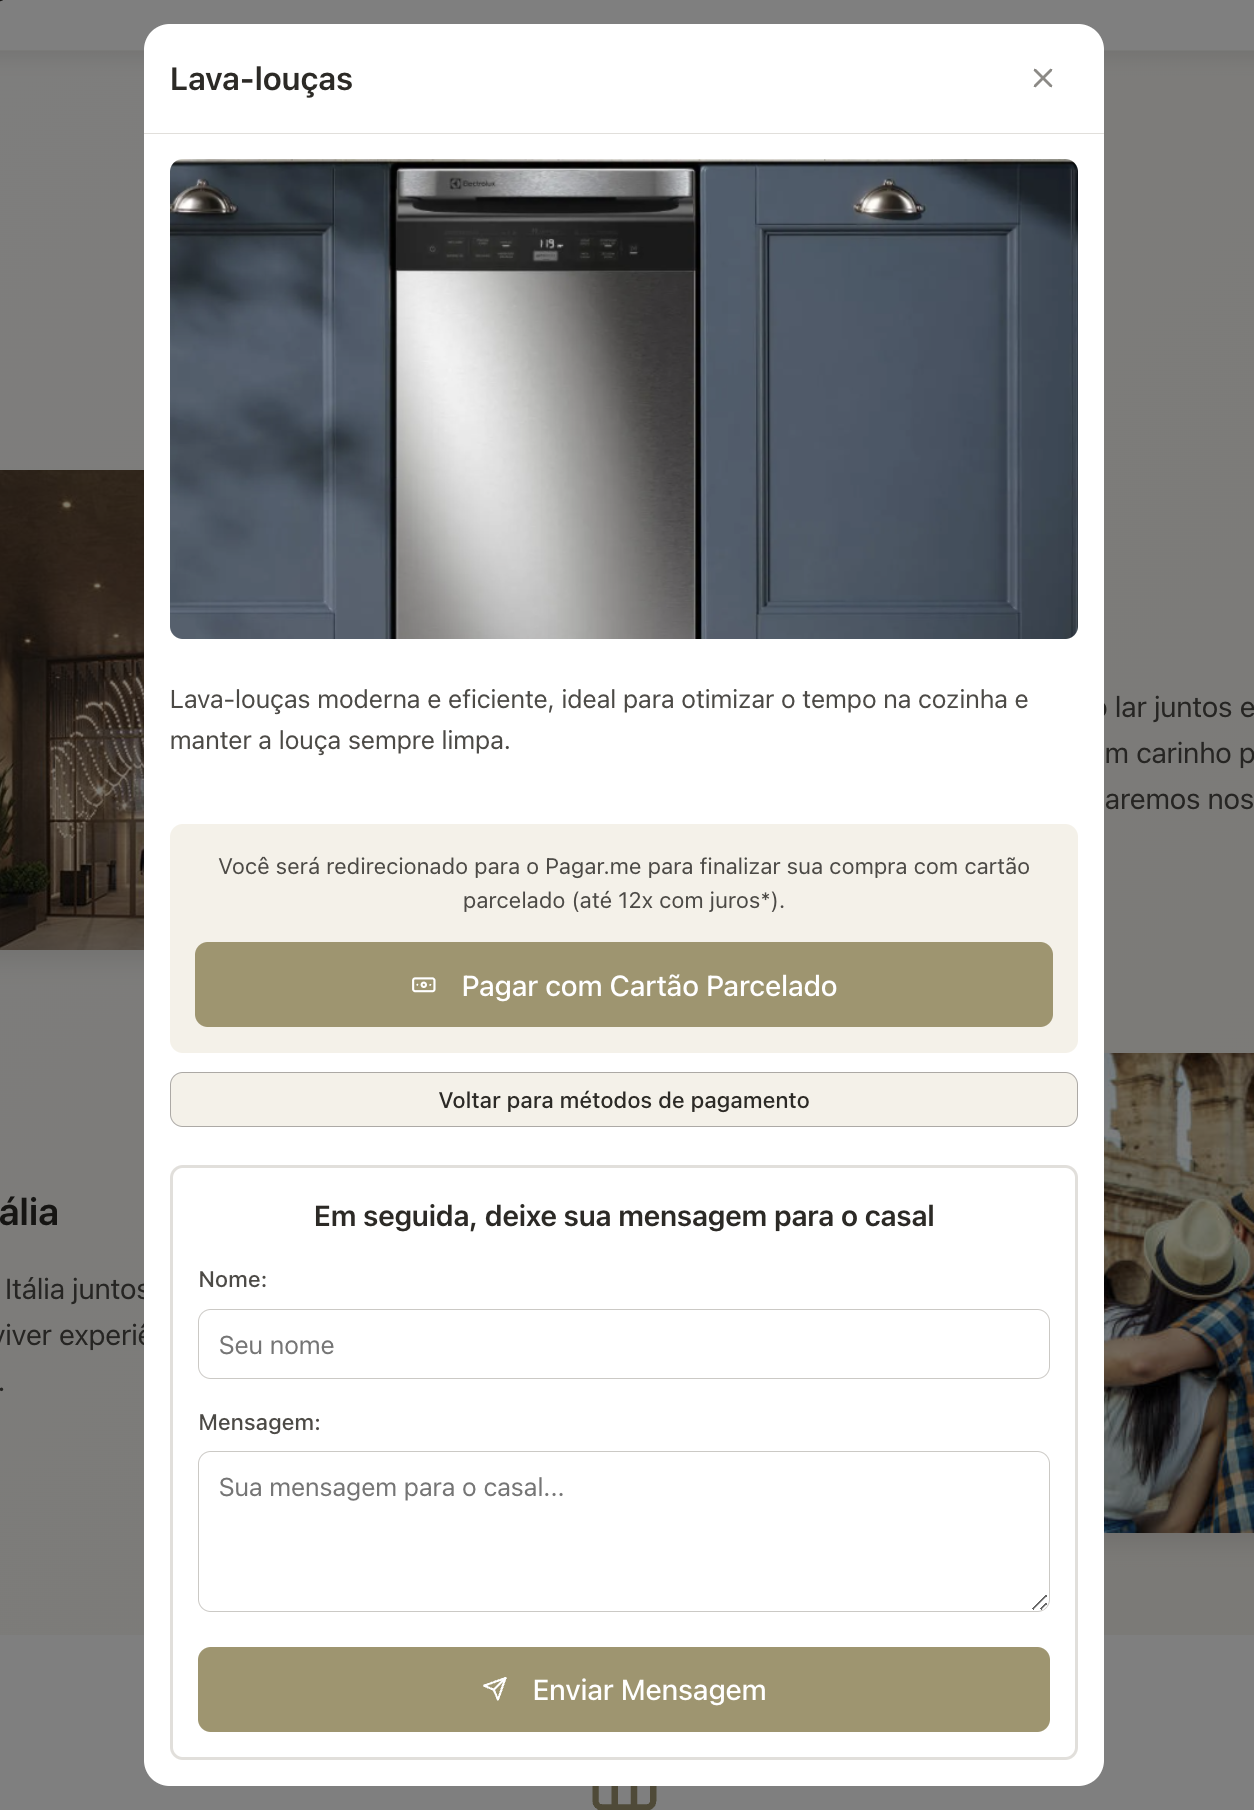 Lava-louças
Electrolux
119
Lava-louças moderna e eficiente, ideal para otimizar o tempo na cozinha e
manter a louça sempre limpa.
Você será redirecionado para o Pagar.me para finalizar sua compra com cartão
parcelado (até 12x com juros*).
Pagar com Cartão Parcelado
Voltar para métodos de pagamento
Em seguida, deixe sua mensagem para o casal
Nome:
Seu nome
Mensagem:
Sua mensagem para o casal...
Enviar Mensagem
lar juntos e
m carinho p
aremos nos
ália
Itália juntos
viver experiê
.